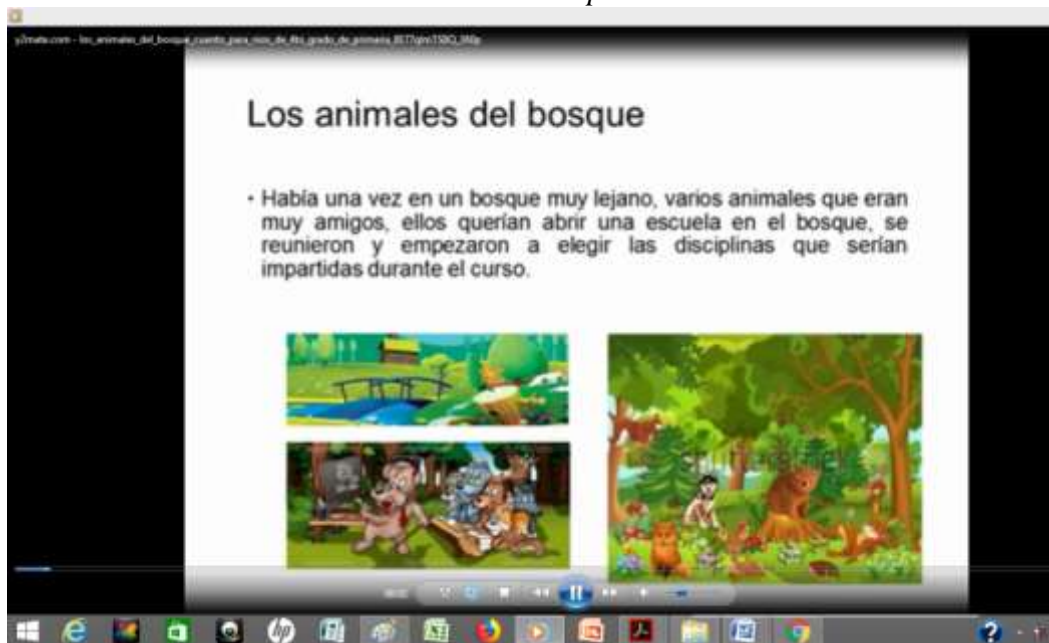 Los animales del bosque
• Había una vez en un bosque muy lejano, varios animales que eran
muy amigos, ellos querían abrir una escuela en el bosque, se
reunieron y empezaron a elegir las disciplinas que serían
impartidas durante el curso.
hp